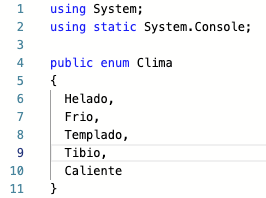 1 using System;
2 using static System.Console;
3
4 public enum Clima
5 {
6 Helado,
7 Frio,
8 Templado,
9 Tibio,
10 Caliente
11 }